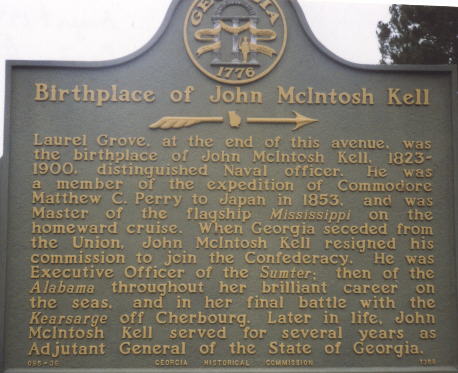 GEORGIA
1776
Birthplace of John McIntosh Kell
Laurel Grove, at the end of this avenue, was
the birthplace of John McIntosh Kell, 1823-
1900, distinguished Naval officer. He was
a member of the expedition of Commodore
Matthew C. Perry to Japan in 1853, and was
Master of the flagship Mississippi on the
homeward cruise. When Georgia seceded from
the Union, John McIntosh Kell resigned his
commission to join the Confederacy. He was
Executive Officer of the Sumter; then of the
Alabama throughout her brilliant career on
the seas, and in her final battle with the
Kearsarge off Cherbourg. Later in life, John
McIntosh Kell served for several years as
Adjutant General of the State of Georgia.
GEORGIA HISTORICAL COMMISSION